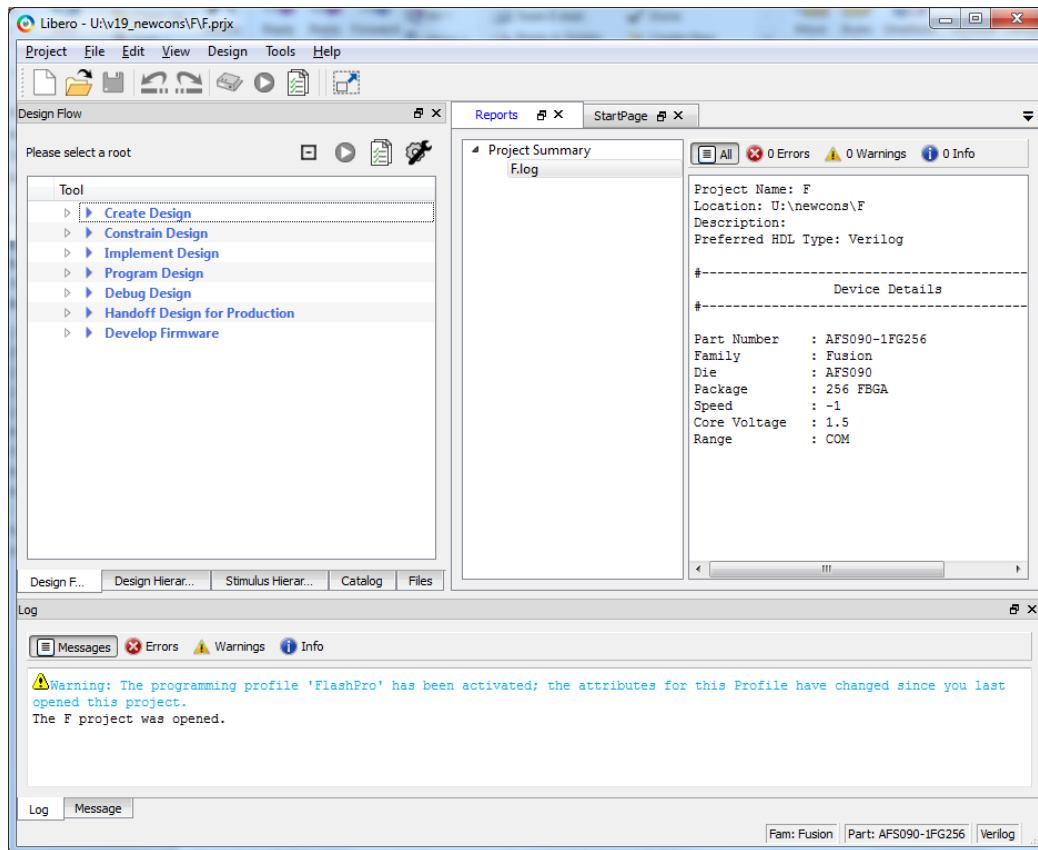 Libero - U:\v19_newcons\F\F.prjx
Project File Edit View Design Tools Help
Design Flow
Please select a root
Tool
Create Design
Constrain Design
Implement Design
Program Design
Debug Design
Handoff Design for Production
Develop Firmware
Design F... Design Hierar... Stimulus Hierar... Catalog Files
Reports StartPage
Project Summary
F.log
All 0 Errors 0 Warnings 0 Info
Project Name: F
Location: U:\newcons\F
Description:
Preferred HDL Type: Verilog
#----------------------------------------
Device Details
#----------------------------------------
Part Number : AFS090-1FG256
Family : Fusion
Die : AFS090
Package : 256 FBGA
Speed : -1
Core Voltage : 1.5
Range : COM
Log
Messages Errors Warnings Info
Warning: The programming profile 'FlashPro' has been activated; the attributes for this Profile have changed since you last
opened this project.
The F project was opened.
Log Message
Fam: Fusion Part: AFS090-1FG256 Verilog